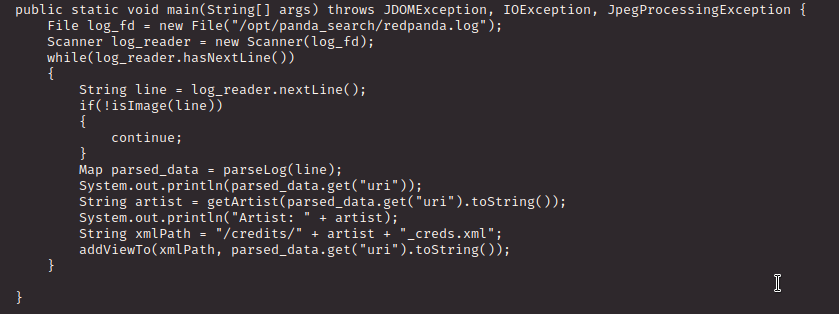 public static void main(String[] args) throws JDOMException, IOException, JpegProcessingException {
    File log_fd = new File("/opt/panda_search/redpanda.log");
    Scanner log_reader = new Scanner(log_fd);
    while(log_reader.hasNextLine())
    {
        String line = log_reader.nextLine();
        if(!isImage(line))
        {
            continue;
        }
        Map parsed_data = parseLog(line);
        System.out.println(parsed_data.get("uri"));
        String artist = getArtist(parsed_data.get("uri").toString());
        System.out.println("Artist: " + artist);
        String xmlPath = "/credits/" + artist + "_creds.xml";
        addViewTo(xmlPath, parsed_data.get("uri").toString());
    }
}